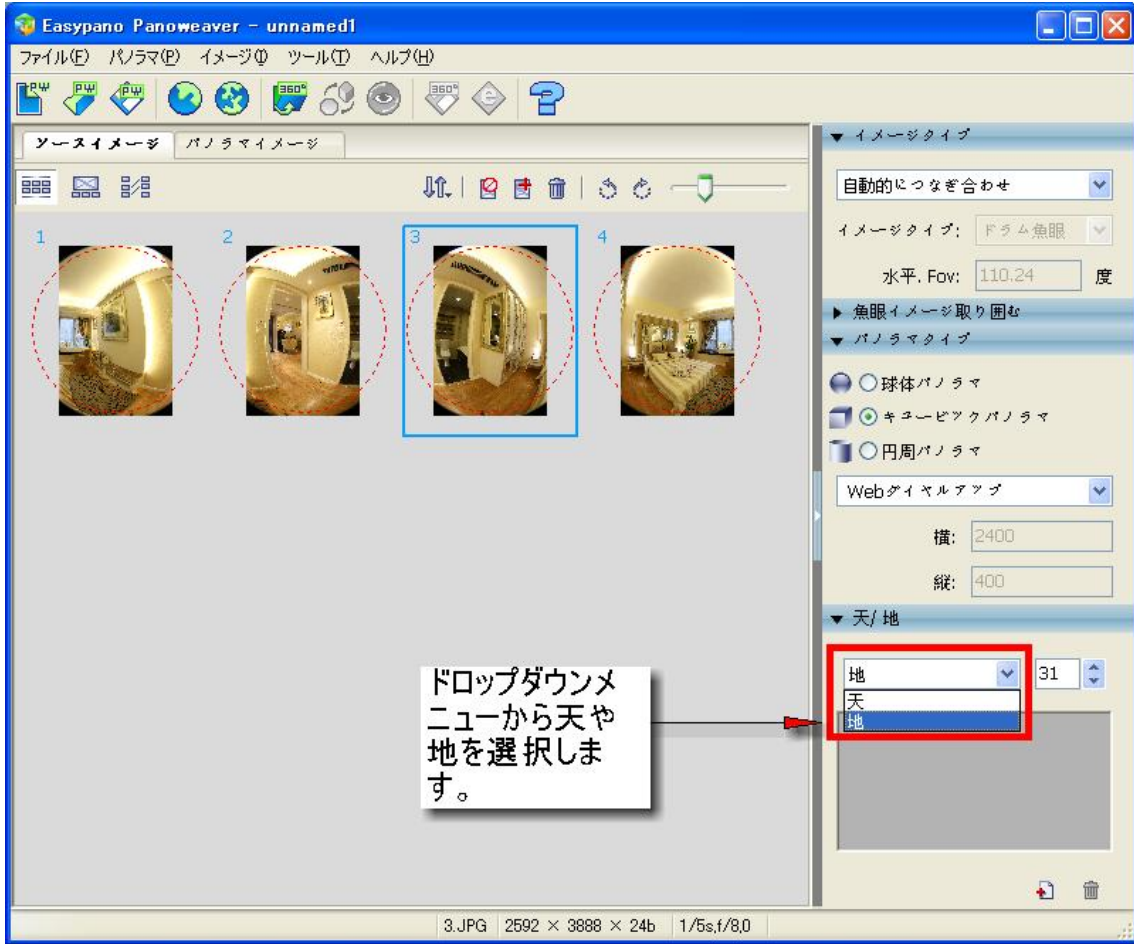 Easypano Panoweaver - unnamed1
ファイル(F) パノラマ(P) イメージ(I) ツール(T) ヘルプ(H)
ソースイメージ パノラマイメージ
1 2 3 4
▼ イメージタイプ
自動的につなぎ合わせ
イメージタイプ: ドラム魚眼
水平. Fov: 110.24 度
▶ 魚眼イメージ取り囲む
▼ パノラマタイプ
球体パノラマ
キュービックパノラマ
円周パノラマ
Webダイヤルアップ
横: 2400
縦: 400
▼ 天/地
地 31
天
地
ドロップダウンメ
ニューから天や
地を選択しま
す。
3.JPG 2592 × 3888 × 24b 1/5s,f/8,0